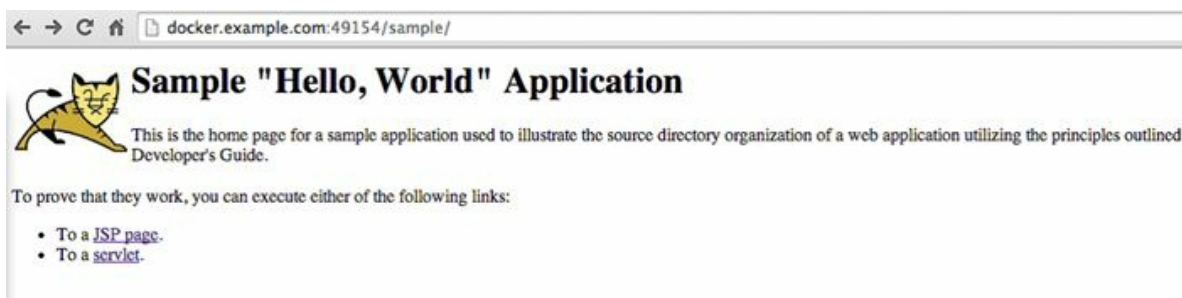 docker.example.com:49154/sample/
Sample "Hello, World" Application
This is the home page for a sample application used to illustrate the source directory organization of a web application utilizing the principles outlined
Developer's Guide.
To prove that they work, you can execute either of the following links:
• To a JSP page.
• To a servlet.